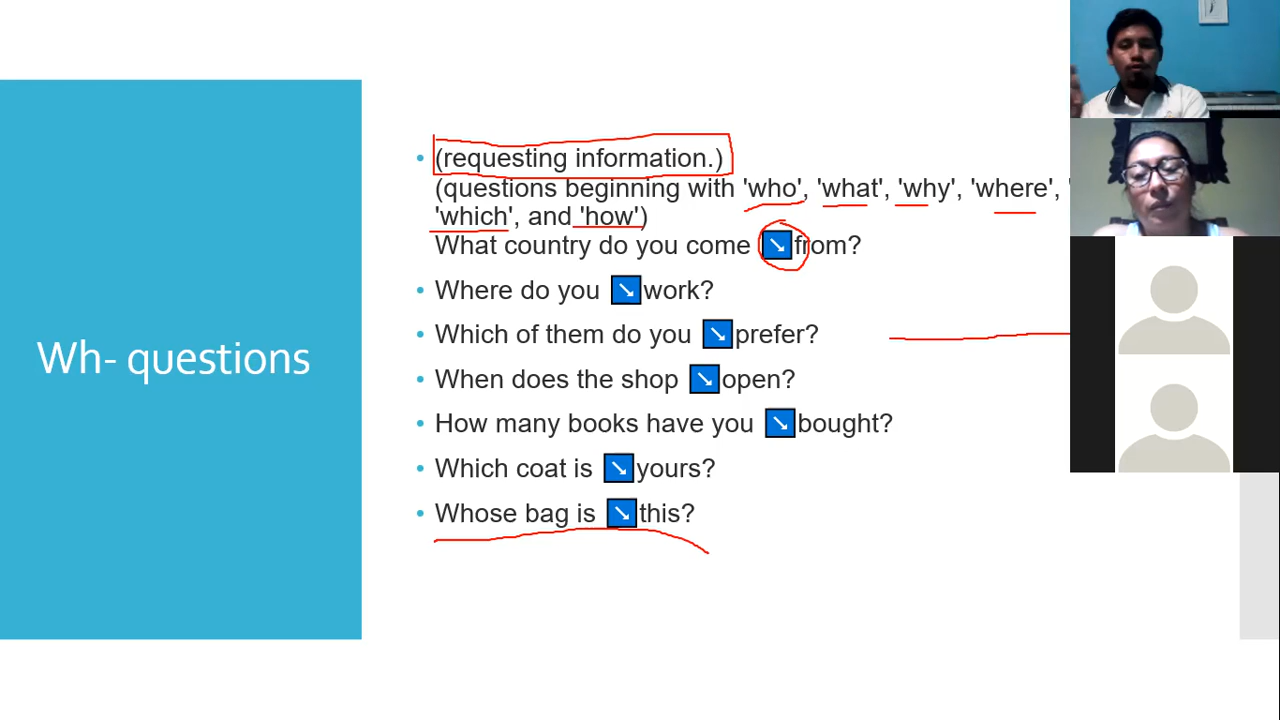 Wh- questions
(requesting information.)
(questions beginning with 'who', 'what', 'why', 'where', '
'which', and 'how')
What country do you come ↘from?
Where do you ↘work?
Which of them do you ↘prefer?
When does the shop ↘open?
How many books have you ↘bought?
Which coat is ↘yours?
Whose bag is ↘this?